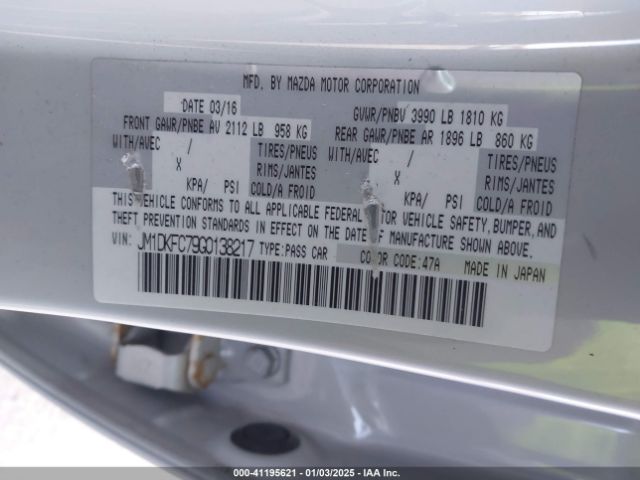 MFD. BY MAZDA MOTOR CORPORATION
DATE 03/16 GVWR/PNBV 3990 LB 1810 KG
FRONT GAWR/PNBE AV 2112 LB 958 KG REAR GAWR/PNBE AR 1896 LB 860 KG
WITH/AVEC / TIRES/PNEUS WITH/AVEC / TIRES/PNEUS
X RIMS/JANTES X RIMS/JANTES
KPA/ PSI COLD/A FROID KPA/ PSI COLD/A FROID
THIS VEHICLE CONFORMS TO ALL APPLICABLE FEDERAL MOTOR VEHICLE SAFETY, BUMPER, AND
THEFT PREVENTION STANDARDS IN EFFECT ON THE DATE OF MANUFACTURE SHOWN ABOVE.
VIN: JM1DKFC79G0138217 TYPE:PASS CAR COLOR CODE:47A MADE IN JAPAN
000-41195621 - 01/03/2025 - IAAI.COM